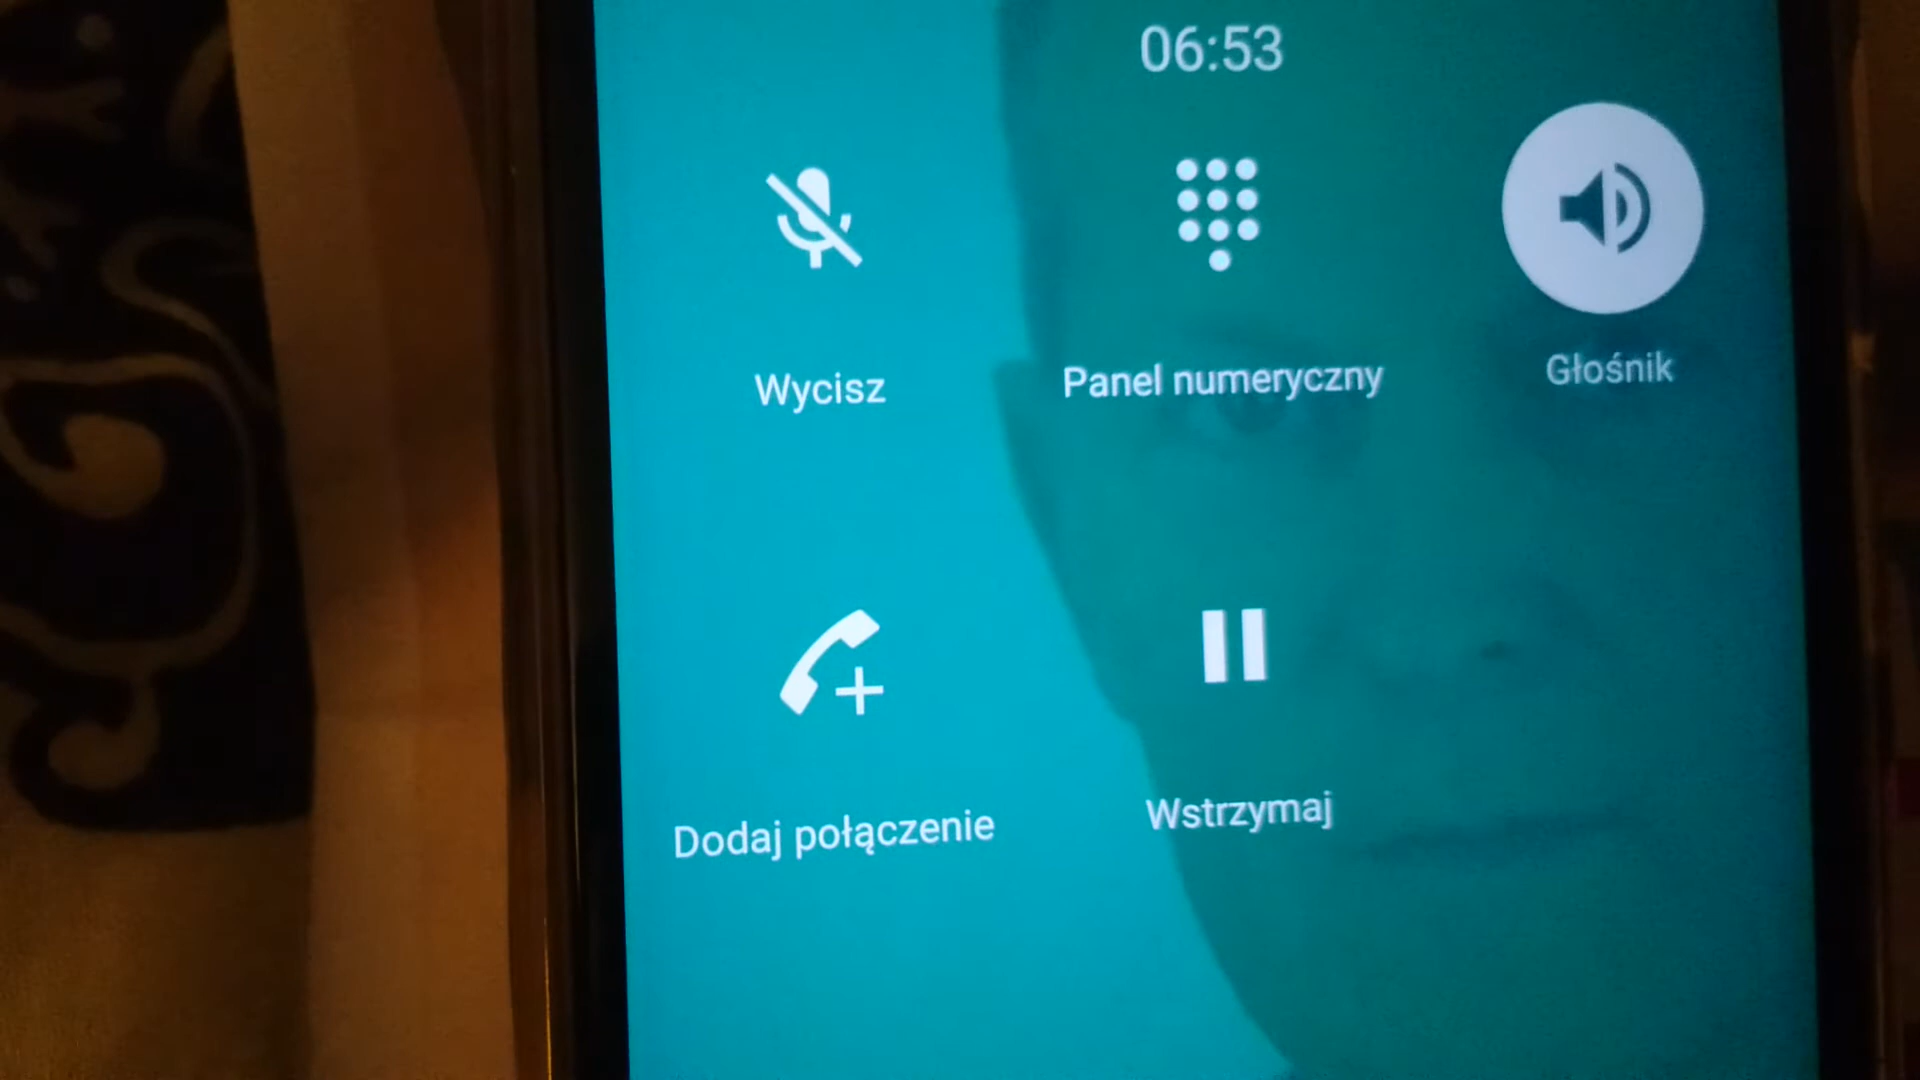 06:53
Wycisz
Panel numeryczny
Głośnik
Dodaj połączenie
Wstrzymaj